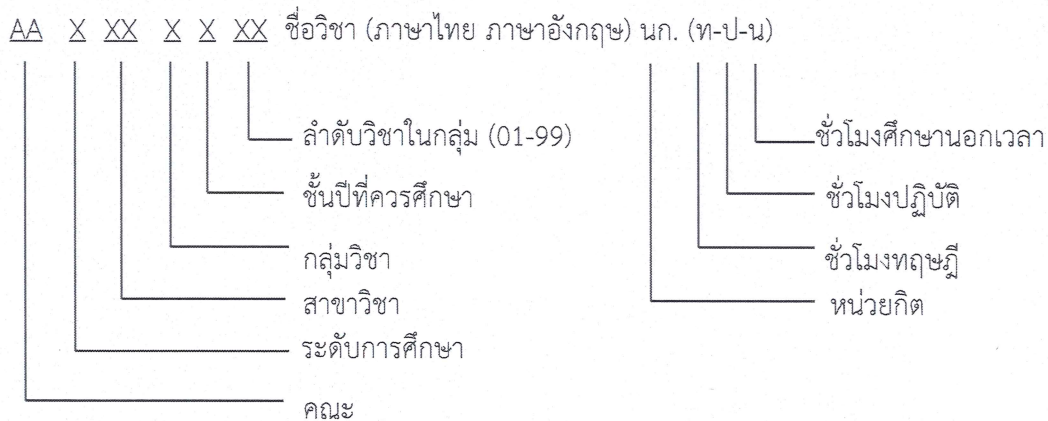 AA X XX X X XX ชื่อวิชา (ภาษาไทย ภาษาอังกฤษ) นก. (ท-ป-น)
ลำดับวิชาในกลุ่ม (01-99)
ชั่วโมงศึกษานอกเวลา
ชั้นปีที่ควรศึกษา
ชั่วโมงปฏิบัติ
กลุ่มวิชา
ชั่วโมงทฤษฎี
สาขาวิชา
หน่วยกิต
ระดับการศึกษา
คณะ